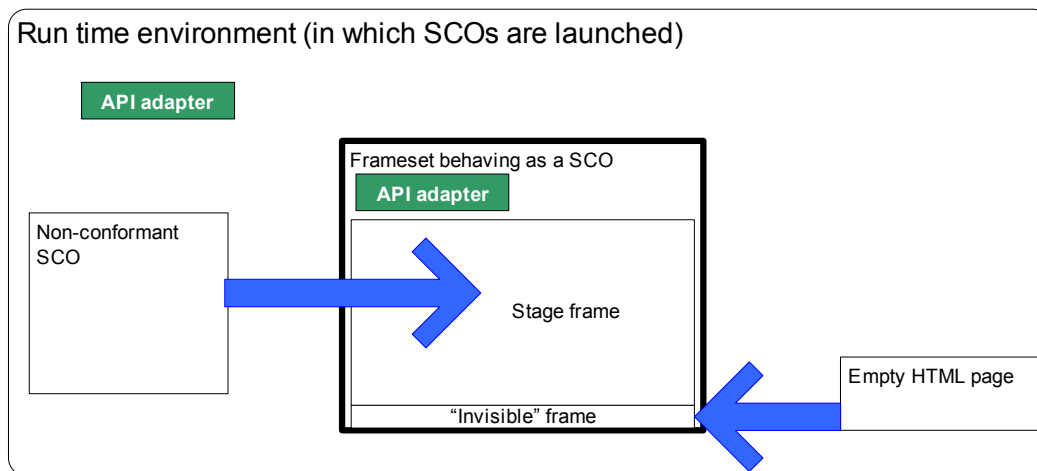 Run time environment (in which SCOs are launched)
API adapter
Frameset behaving as a SCO
API adapter
Non-conformant
SCO
Stage frame
Empty HTML page
“Invisible” frame